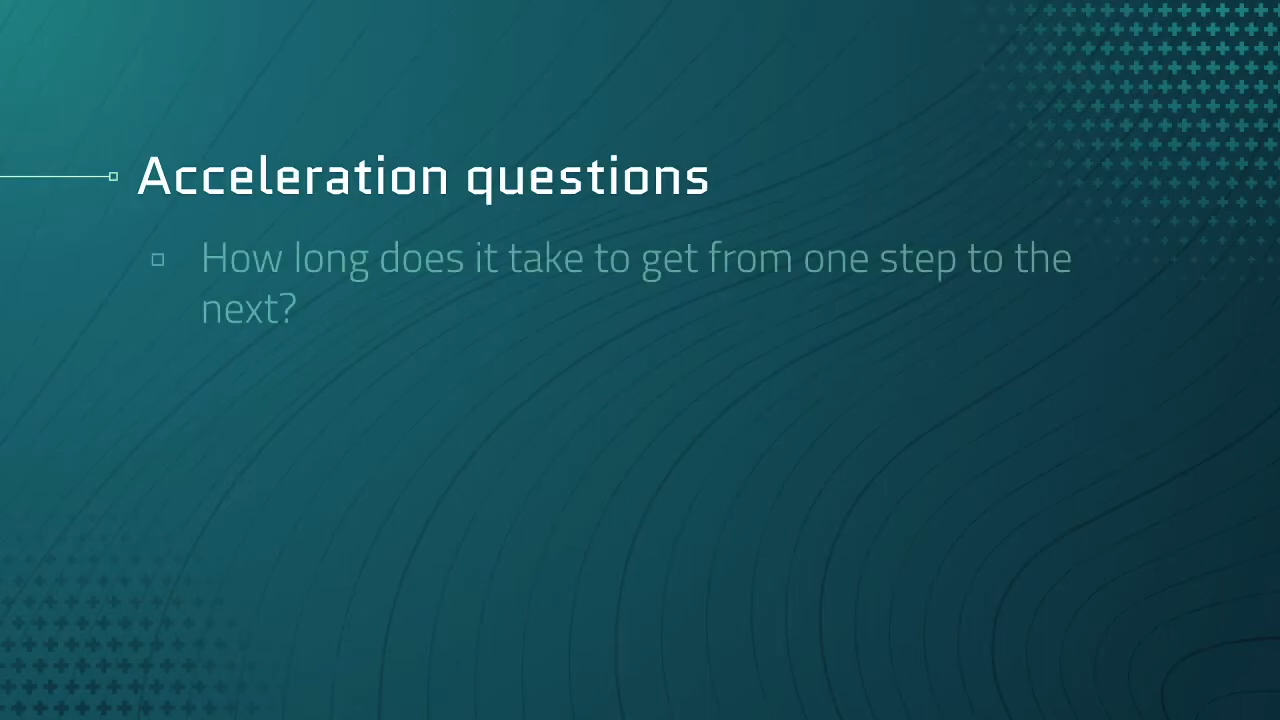 Acceleration questions
How long does it take to get from one step to the
next?